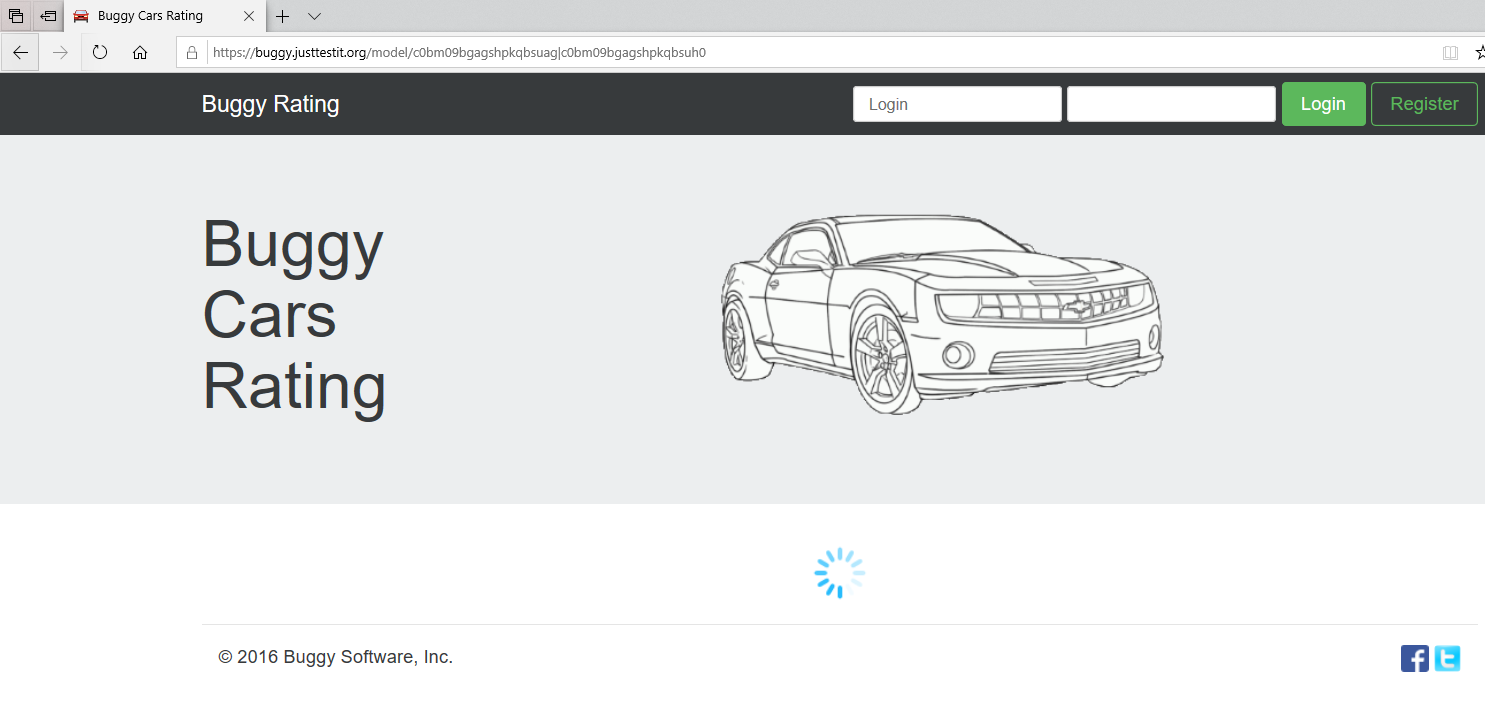 Buggy Cars Rating
https://buggy.justtestit.org/model/c0bm09bgagshpkqbsuag|c0bm09bgagshpkqbsuh0
Buggy Rating
Login
Login
Register
Buggy
Cars
Rating
© 2016 Buggy Software, Inc.